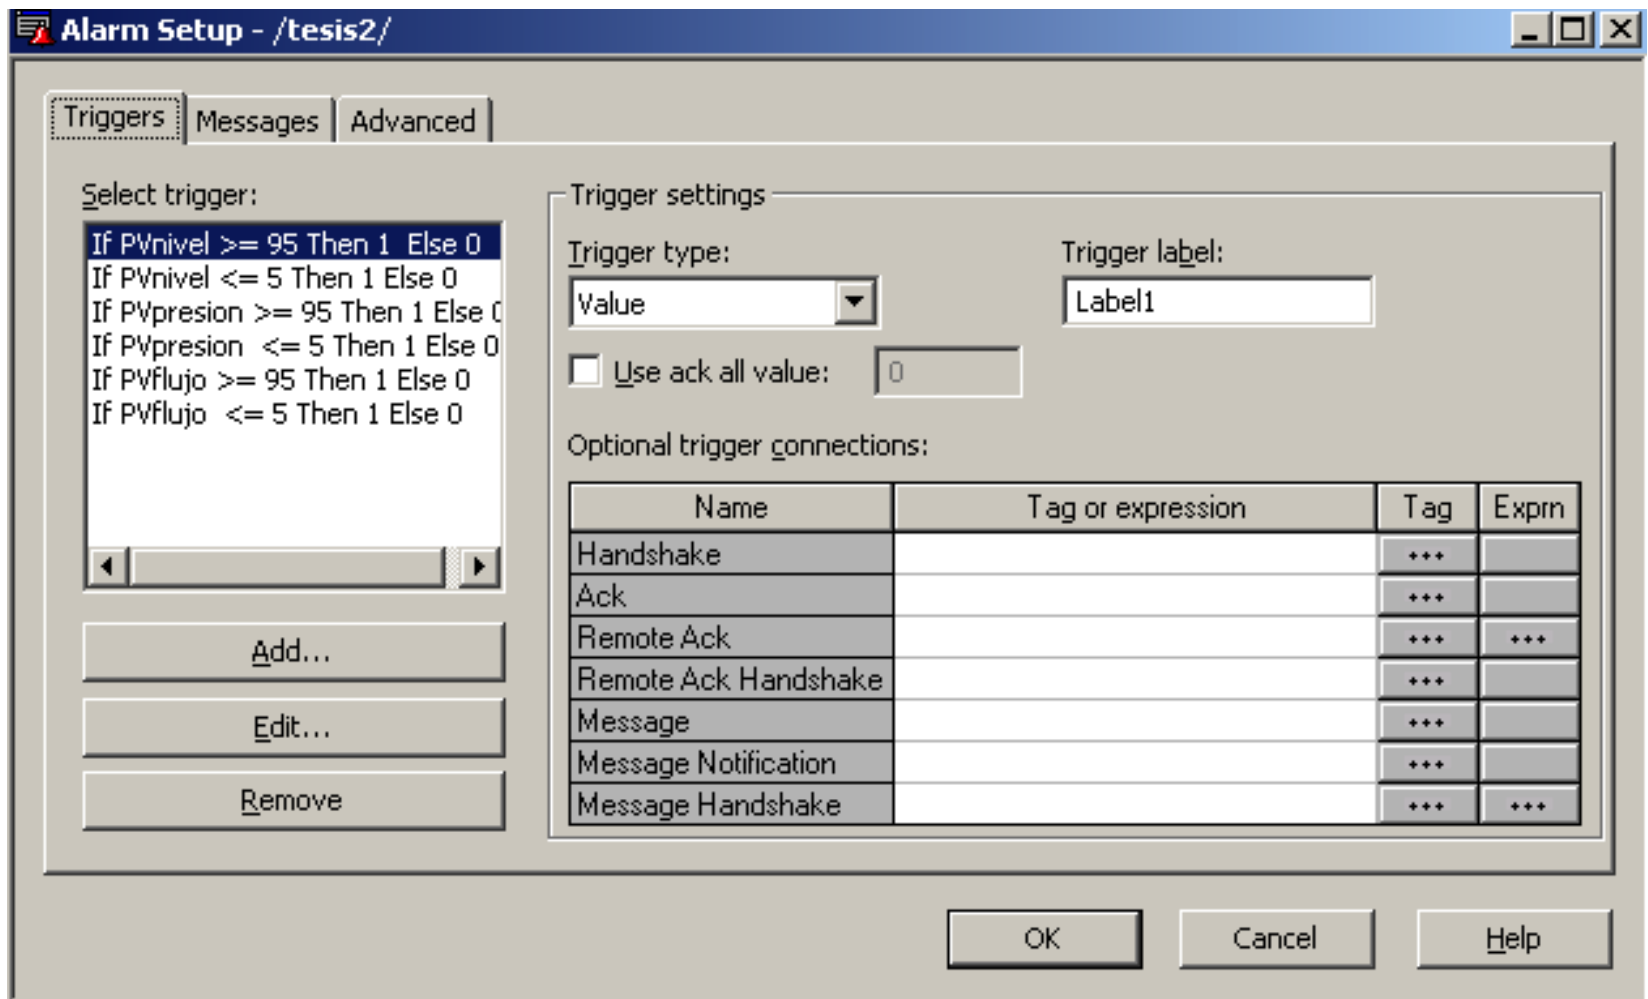 Alarm Setup - /tesis2/
Triggers Messages Advanced
Select trigger:
If PVnivel >= 95 Then 1  Else 0
If PVnivel <= 5 Then 1 Else 0
If PVpresion >= 95 Then 1 Else 0
If PVpresion  <= 5 Then 1 Else 0
If PVflujo >= 95 Then 1 Else 0
If PVflujo  <= 5 Then 1 Else 0
Add...
Edit...
Remove
Trigger settings
Trigger type: Trigger label:
Value Label1
Use ack all value: 0
Optional trigger connections:
Name Tag or expression Tag Exprn
Handshake ...
Ack ...
Remote Ack ... ...
Remote Ack Handshake ...
Message ...
Message Notification ...
Message Handshake ... ...
OK Cancel Help